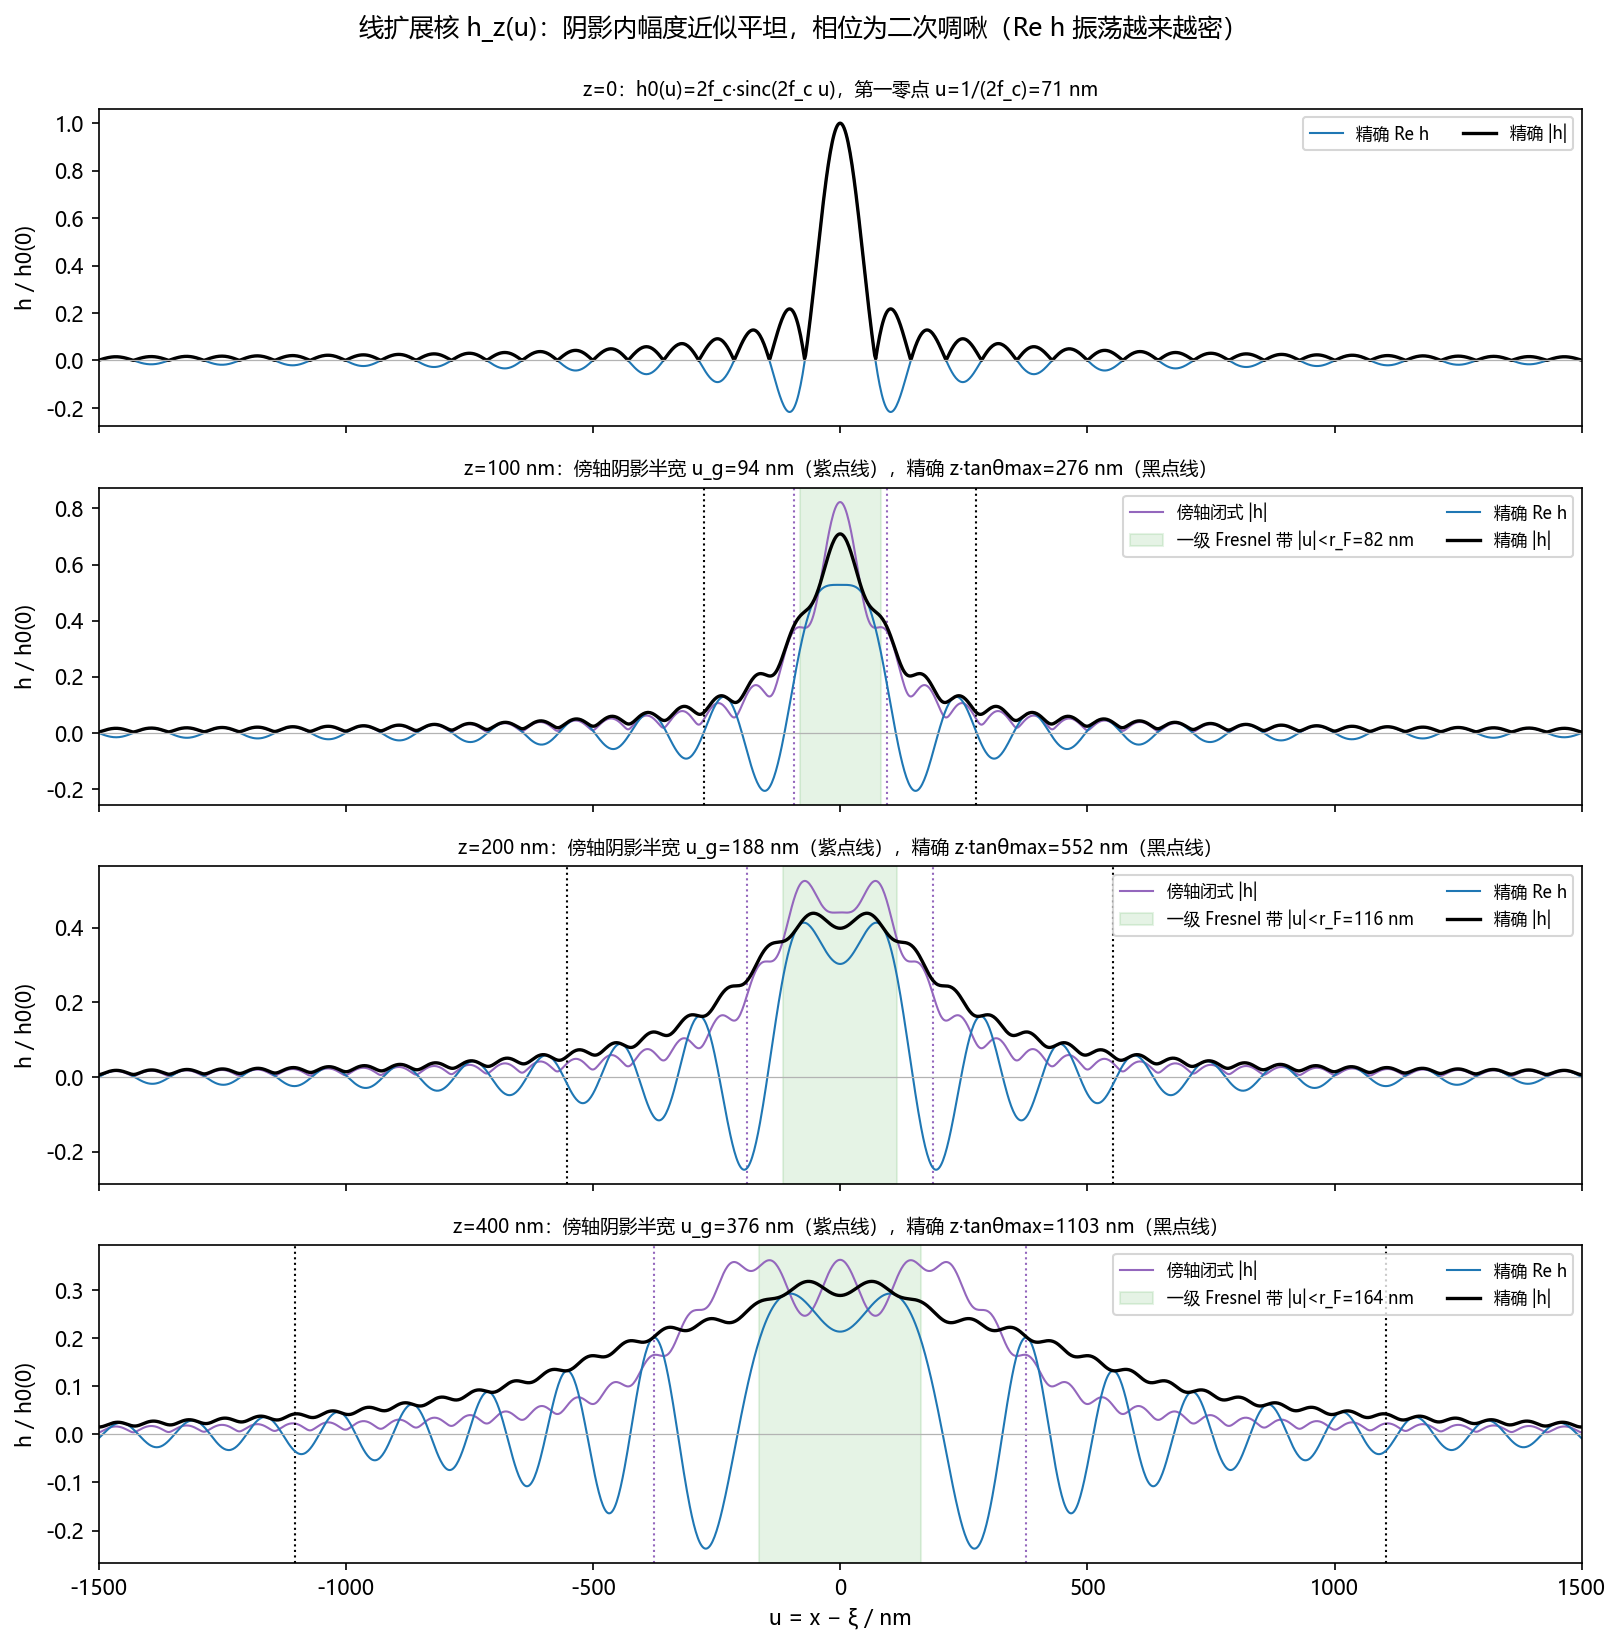 线扩展核 h_z(u)：阴影内幅度近似平坦，相位为二次啁啾（Re h 振荡越来越密）
z=0：h0(u)=2f_c·sinc(2f_c u)，第一零点 u=1/(2f_c)=71 nm
精确 Re h
精确 |h|
1.0
0.8
0.6
0.4
0.2
0.0
-0.2
h / h0(0)
z=100 nm：傍轴阴影半宽 u_g=94 nm（紫点线），精确 z·tanθmax=276 nm（黑点线）
傍轴闭式 |h|
一级 Fresnel 带 |u|<r_F=82 nm
精确 Re h
精确 |h|
0.8
0.6
0.4
0.2
0.0
-0.2
h / h0(0)
z=200 nm：傍轴阴影半宽 u_g=188 nm（紫点线），精确 z·tanθmax=552 nm（黑点线）
傍轴闭式 |h|
一级 Fresnel 带 |u|<r_F=116 nm
精确 Re h
精确 |h|
0.4
0.2
0.0
-0.2
h / h0(0)
z=400 nm：傍轴阴影半宽 u_g=376 nm（紫点线），精确 z·tanθmax=1103 nm（黑点线）
傍轴闭式 |h|
一级 Fresnel 带 |u|<r_F=164 nm
精确 Re h
精确 |h|
0.3
0.2
0.1
0.0
-0.1
-0.2
h / h0(0)
-1500
-1000
-500
0
500
1000
1500
u = x − ξ / nm